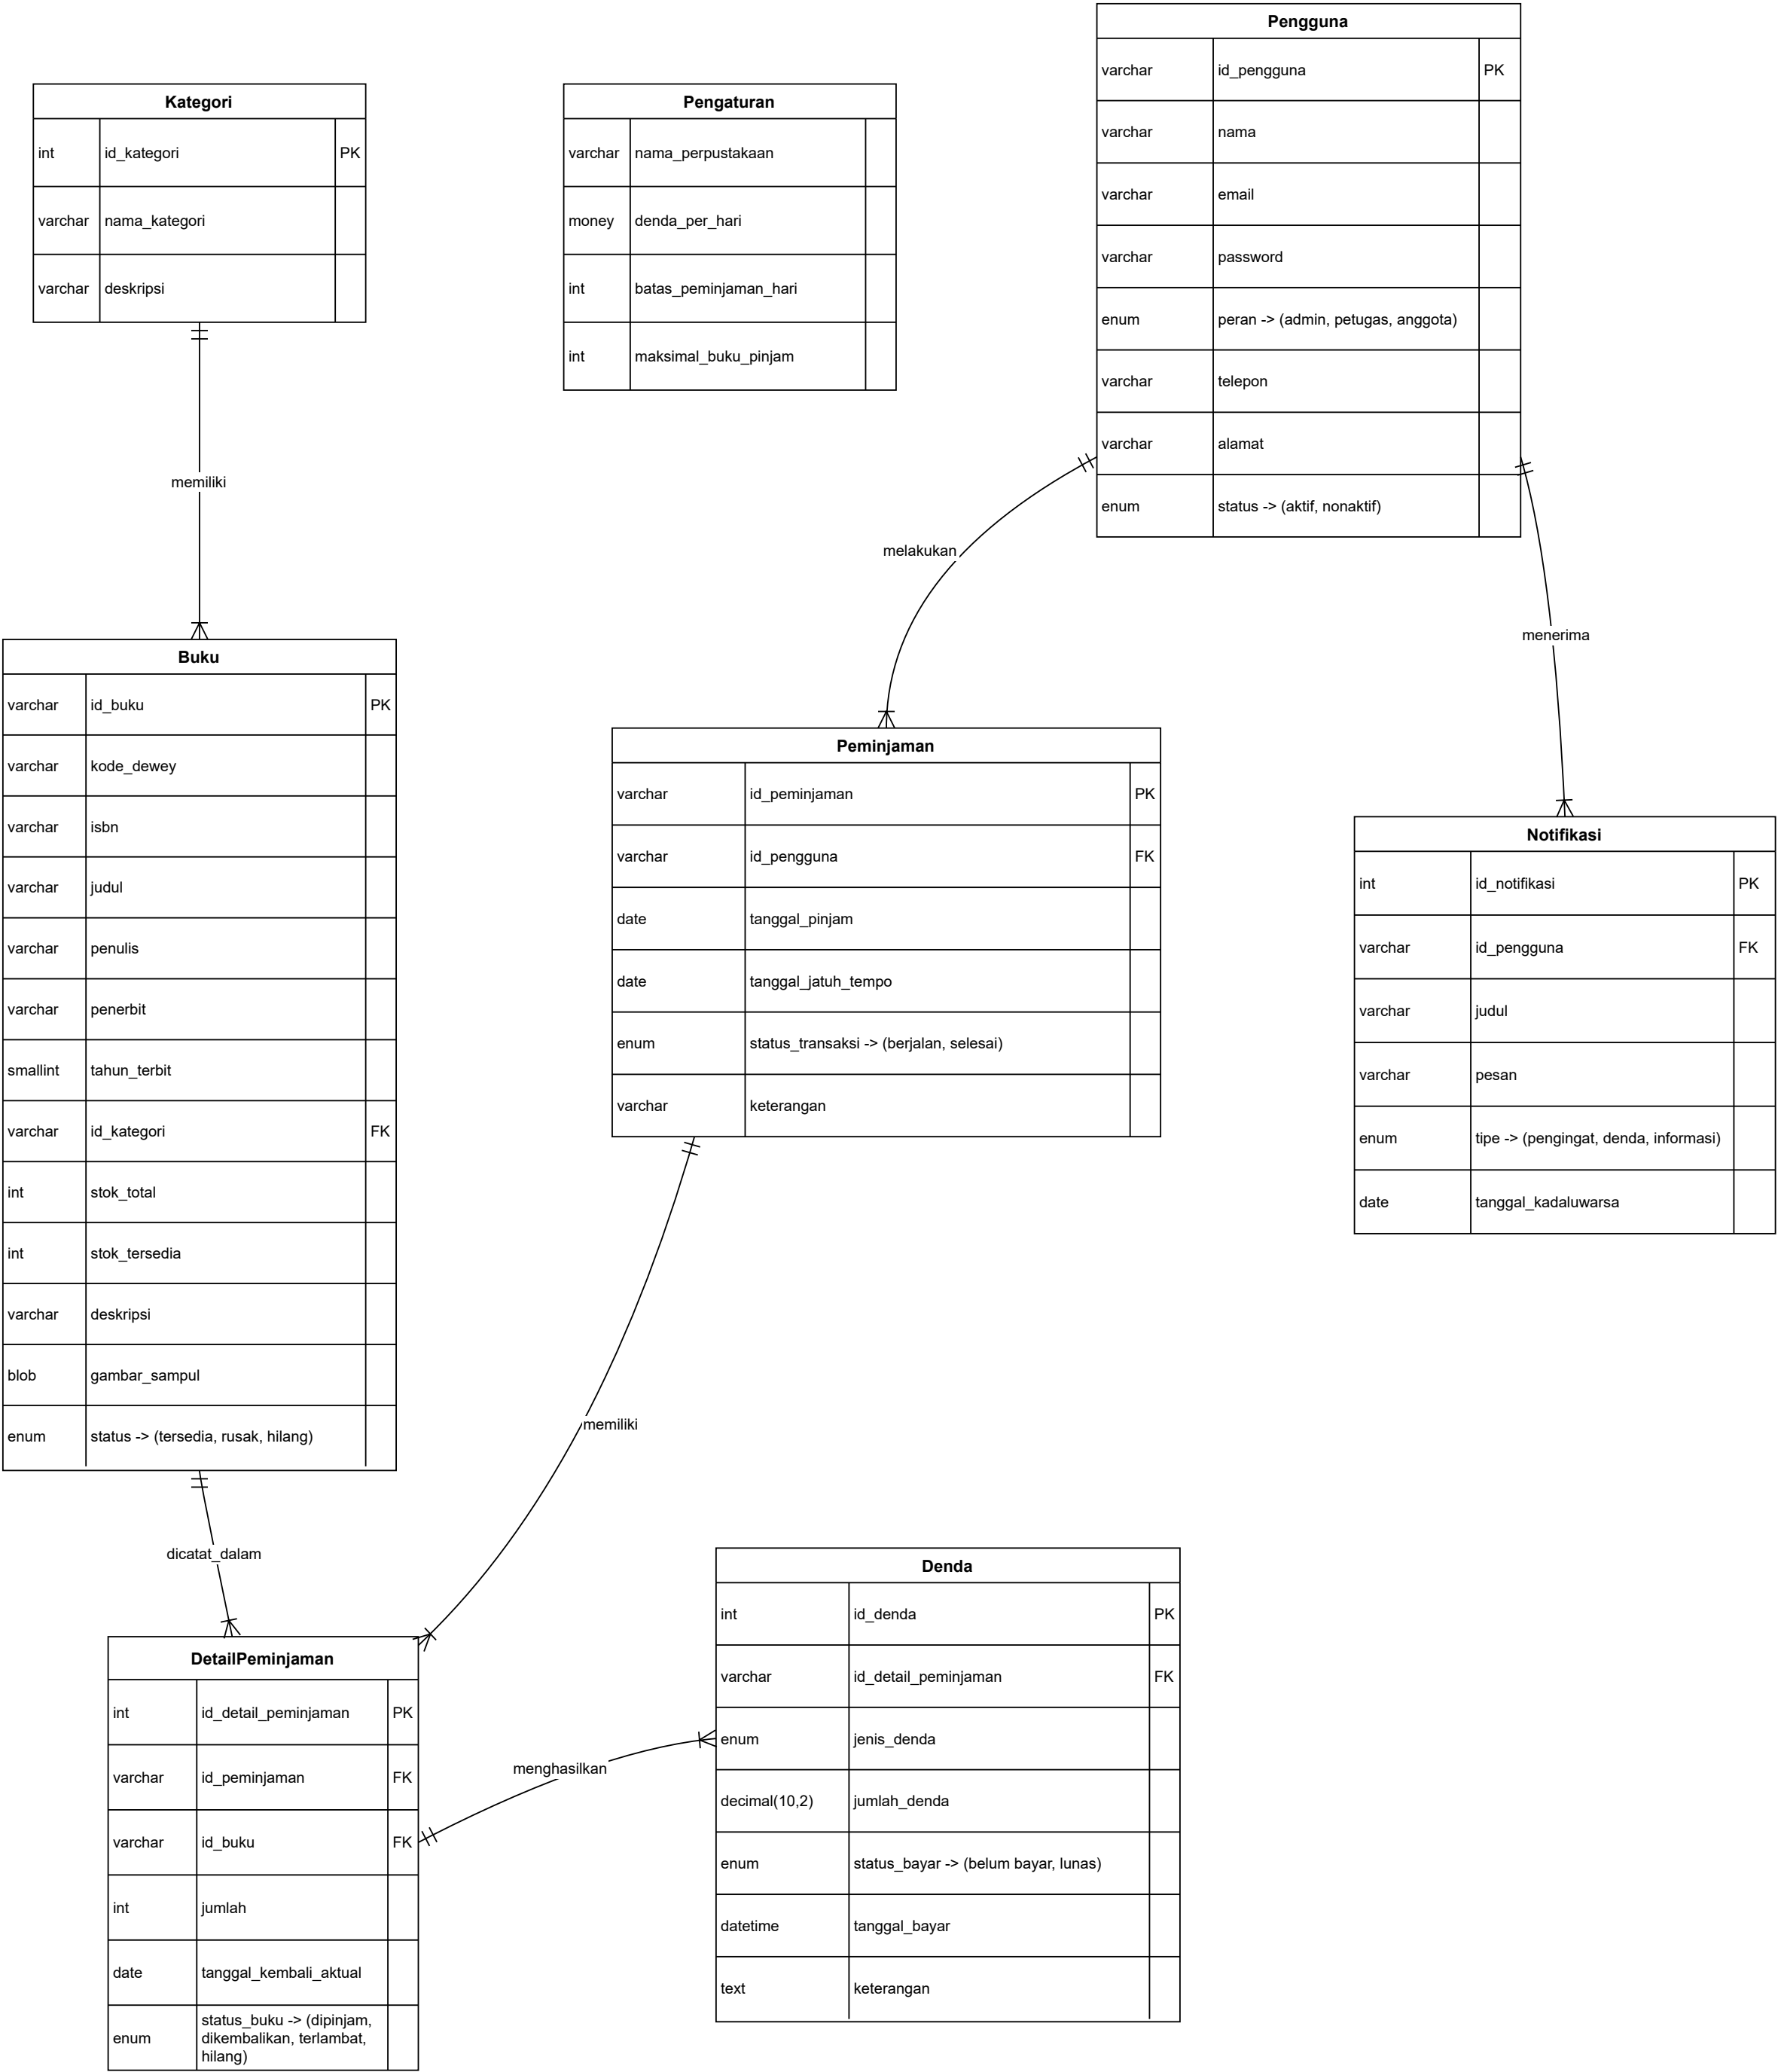 Pengguna
varchar id_pengguna PK
varchar nama
varchar email
varchar password
enum peran -> (admin, petugas, anggota)
varchar telepon
varchar alamat
enum status -> (aktif, nonaktif)
Kategori
int id_kategori PK
varchar nama_kategori
varchar deskripsi
Pengaturan
varchar nama_perpustakaan
money denda_per_hari
int batas_peminjaman_hari
int maksimal_buku_pinjam
memiliki
melakukan
menerima
Buku
varchar id_buku PK
varchar kode_dewey
varchar isbn
varchar judul
varchar penulis
varchar penerbit
smallint tahun_terbit
varchar id_kategori FK
int stok_total
int stok_tersedia
varchar deskripsi
blob gambar_sampul
enum status -> (tersedia, rusak, hilang)
Peminjaman
varchar id_peminjaman PK
varchar id_pengguna FK
date tanggal_pinjam
date tanggal_jatuh_tempo
enum status_transaksi -> (berjalan, selesai)
varchar keterangan
Notifikasi
int id_notifikasi PK
varchar id_pengguna FK
varchar judul
varchar pesan
enum tipe -> (pengingat, denda, informasi)
date tanggal_kadaluwarsa
memiliki
dicatat_dalam
DetailPeminjaman
int id_detail_peminjaman PK
varchar id_peminjaman FK
varchar id_buku FK
int jumlah
date tanggal_kembali_aktual
enum status_buku -> (dipinjam,
dikembalikan, terlambat,
hilang)
menghasilkan
Denda
int id_denda PK
varchar id_detail_peminjaman FK
enum jenis_denda
decimal(10,2) jumlah_denda
enum status_bayar -> (belum bayar, lunas)
datetime tanggal_bayar
text keterangan